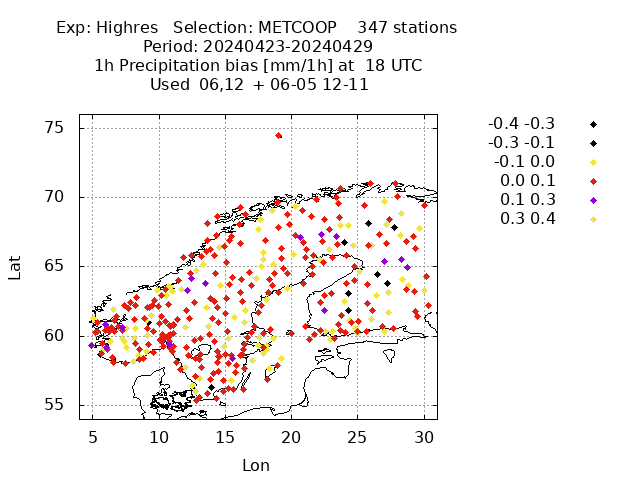 Exp: Highres   Selection: METCOOP    347 stations
Period: 20240423-20240429
1h Precipitation bias [mm/1h] at  18 UTC
Used  06,12  + 06-05 12-11
-0.4 -0.3
-0.3 -0.1
-0.1 0.0
0.0 0.1
0.1 0.3
0.3 0.4
75
70
65
60
55
Lat
5 10 15 20 25 30
Lon